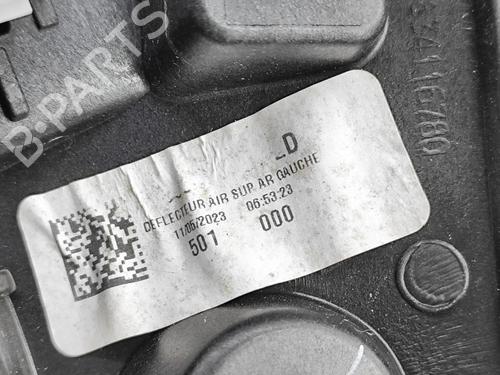 B-PARTS
_D
DEFLECTEUR AIR SUP AR GAUCHE
11/05/2023 06:53:23
501 000